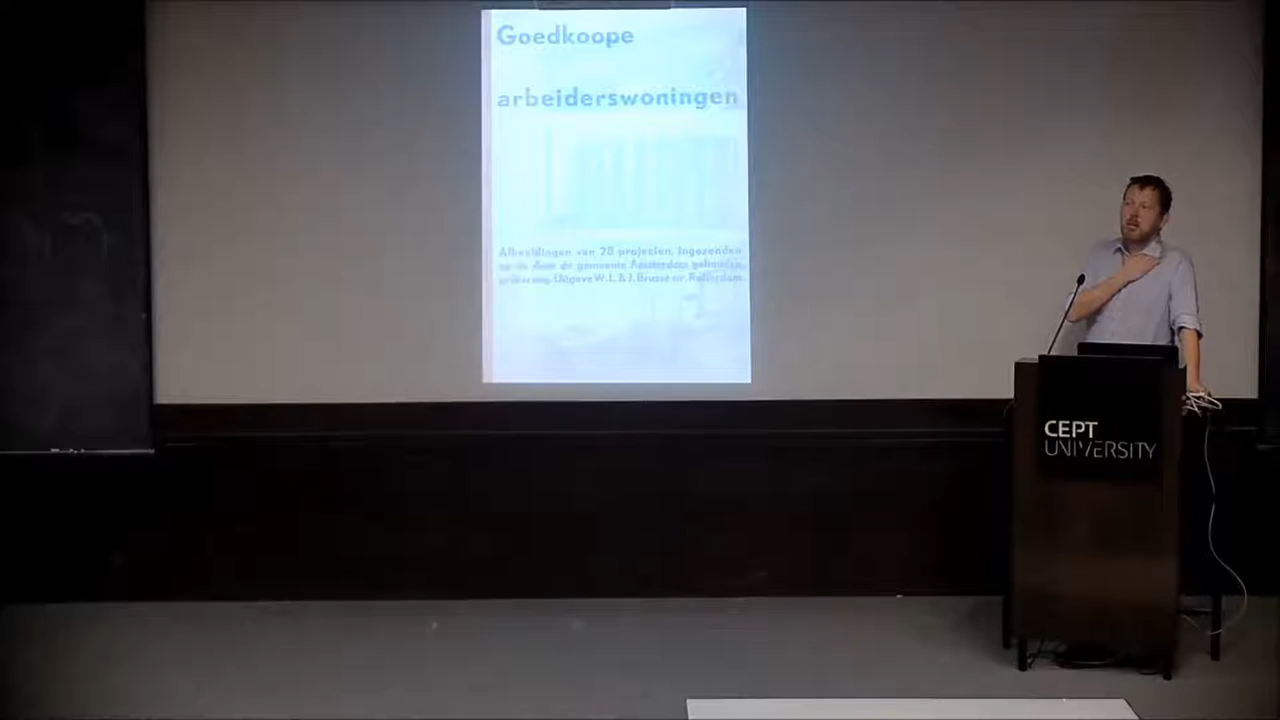 Goedkoope
arbeiderswoningen
Afbeeldingen van 28 projecten, ingezonden
op de door de gemeente Amsterdam gehouden
prijsvraag. Uitgave W. L. & J. Brusse nv. Rotterdam
CEPT
UNIVERSITY